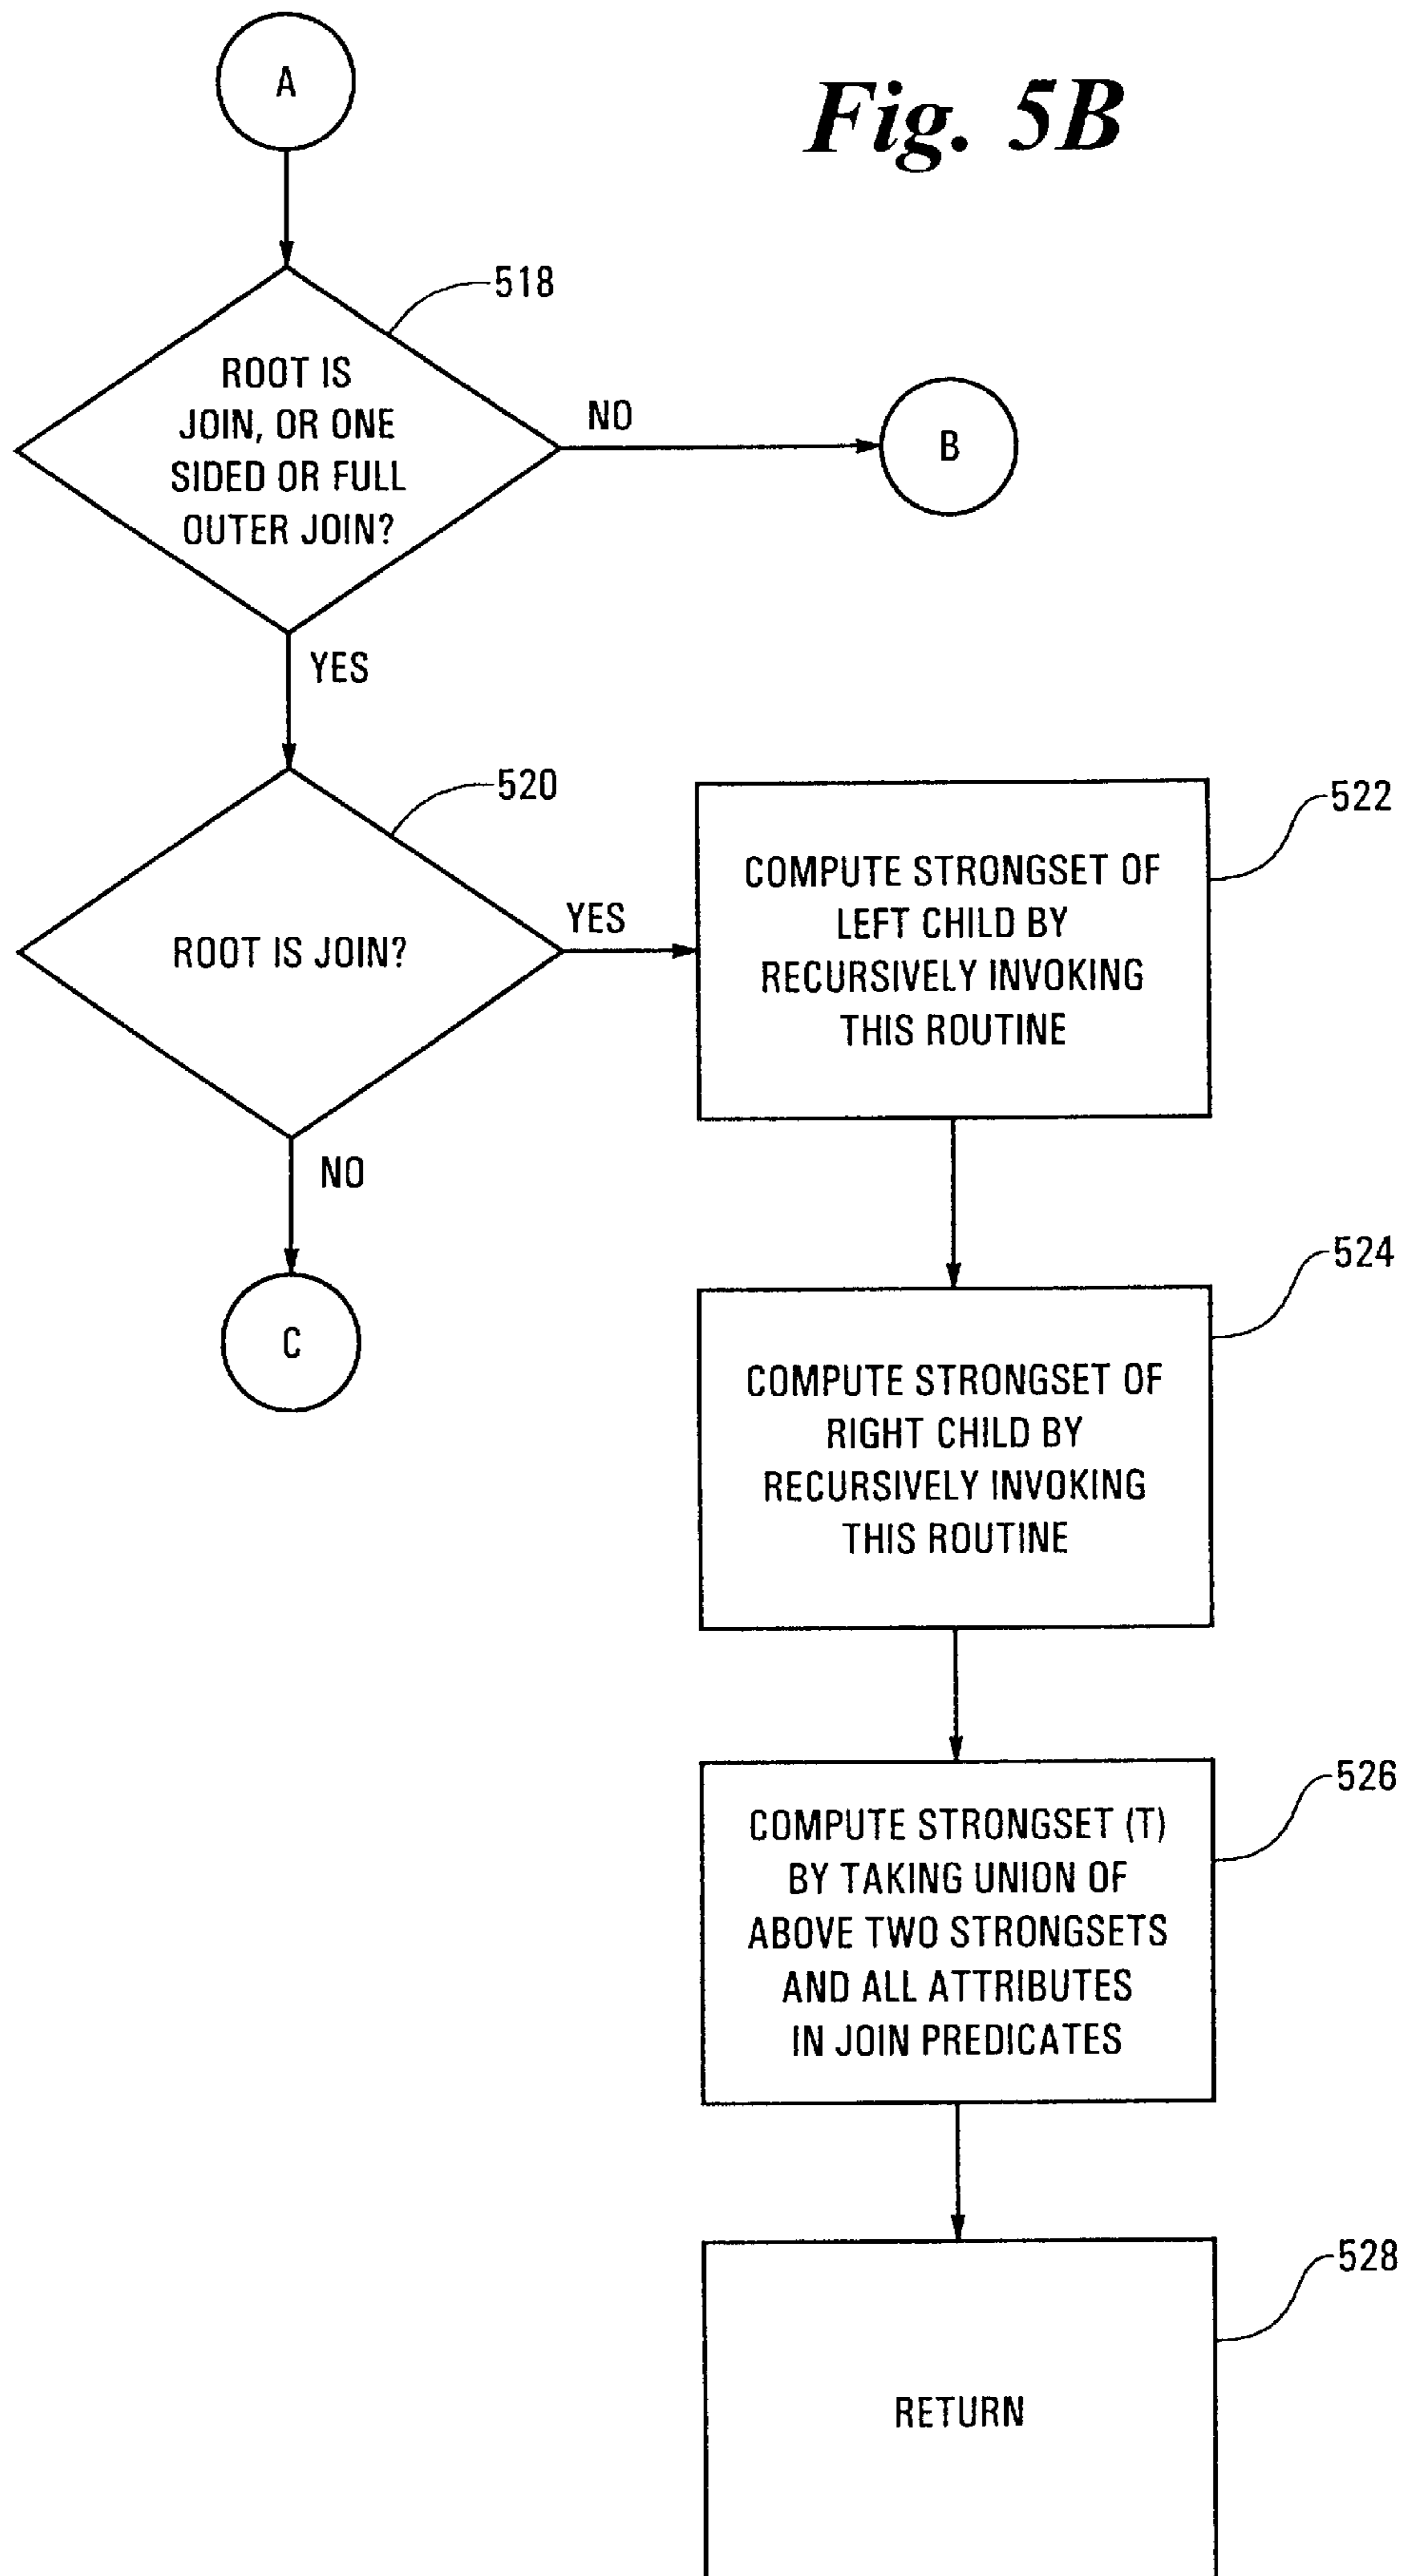 A
Fig. 5B
518
ROOT IS
JOIN, OR ONE
SIDED OR FULL
OUTER JOIN?
NO
B
YES
520
ROOT IS JOIN?
YES
522
COMPUTE STRONGSET OF
LEFT CHILD BY
RECURSIVELY INVOKING
THIS ROUTINE
NO
C
524
COMPUTE STRONGSET OF
RIGHT CHILD BY
RECURSIVELY INVOKING
THIS ROUTINE
526
COMPUTE STRONGSET (T)
BY TAKING UNION OF
ABOVE TWO STRONGSETS
AND ALL ATTRIBUTES
IN JOIN PREDICATES
528
RETURN